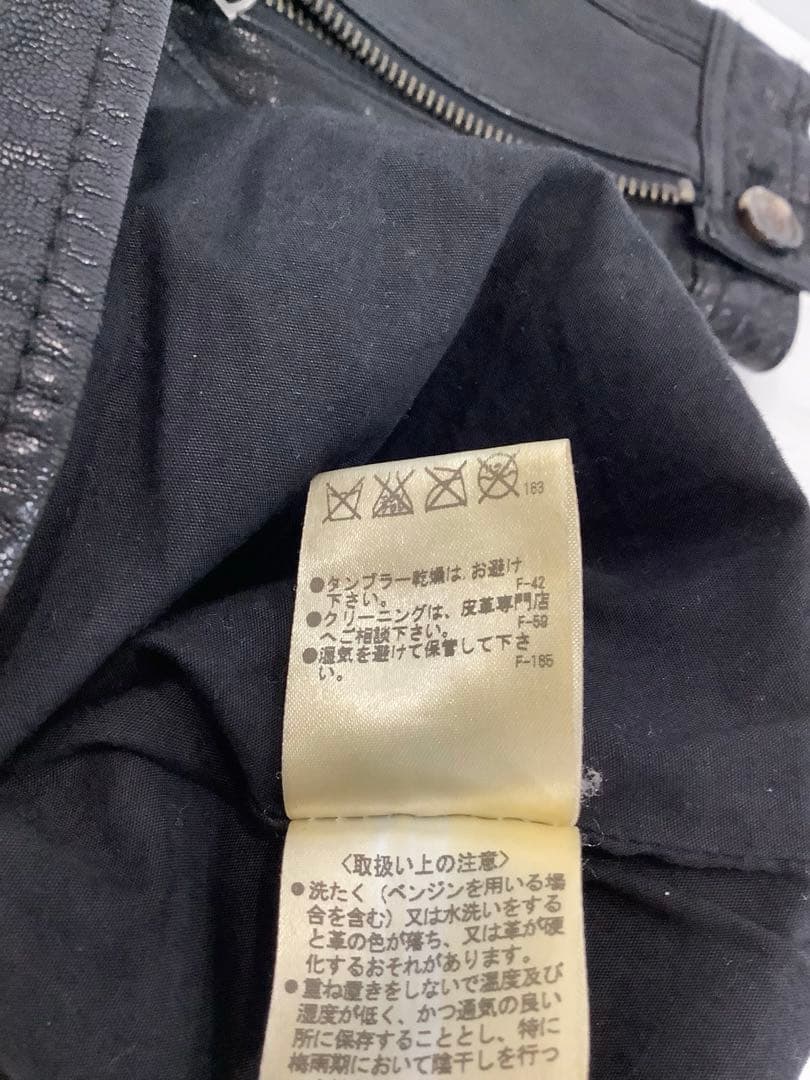 183
●タンブラー乾燥は、お避け
下さい。 F-42
●クリーニングは、皮革専門店
へご相談下さい。 F-59
●湿気を避けて保管して下さ
い。 F-185
〈取扱い上の注意〉
●洗たく（ベンジンを用いる場
合を含む）又は水洗いをする
と革の色が落ち、又は革が硬
化するおそれがあります。
●重ね置きをしないで温度及び
湿度が低く、かつ通気の良い
所に保存することとし、特に
梅雨期において陰干しを行っ